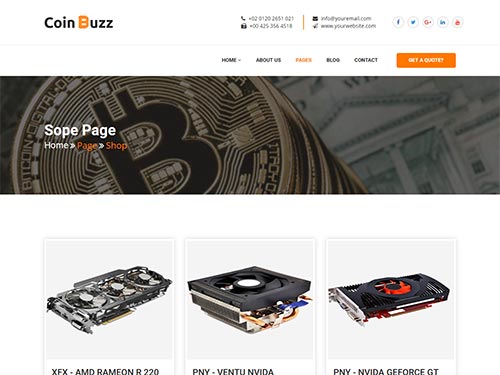 Coin Buzz
+02 0120 2651 021
info@youremail.com
+00 425 356 4518
www.yourwebsite.com
HOME
ABOUT US
PAGES
BLOG
CONTACT
GET A QUOTE!
Sope Page
Home » Page » Shop
XFX - AMD RAMEON R 220
PNY - VENTU NVIDA
PNY - NVIDA GEFORCE GT